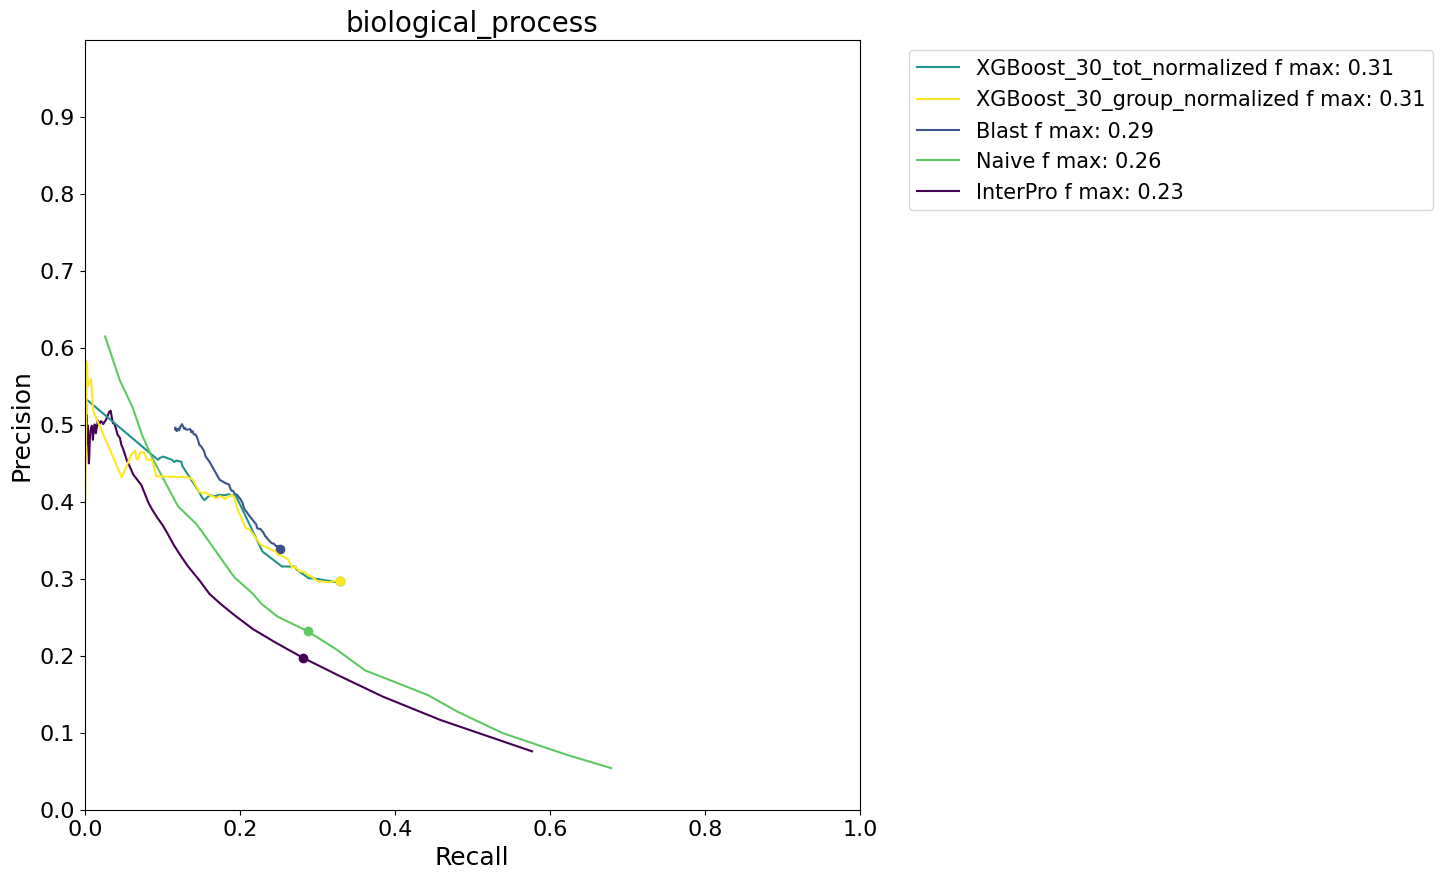 biological_process
XGBoost_30_tot_normalized f max: 0.31
XGBoost_30_group_normalized f max: 0.31
Blast f max: 0.29
Naive f max: 0.26
InterPro f max: 0.23
Precision
0.9
0.8
0.7
0.6
0.5
0.4
0.3
0.2
0.1
0.0
0.0 0.2 0.4 0.6 0.8 1.0
Recall